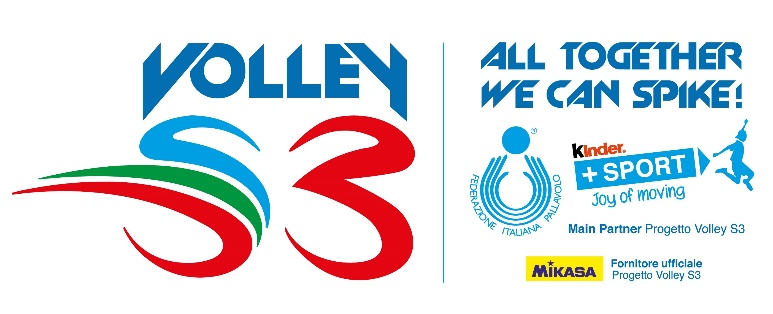 VOLLEY
S3
ALL TOGETHER
WE CAN SPIKE!
®
FEDERAZIONE ITALIANA PALLAVOLO
kinder.
+ SPORT
Joy of moving
Main Partner Progetto Volley S3
MIKASA
Fornitore ufficiale
Progetto Volley S3